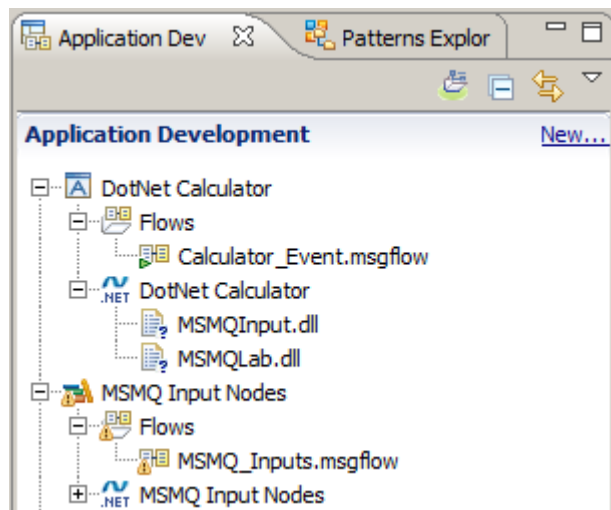 Application Dev Patterns Explor
Application Development New...
A DotNet Calculator
Flows
Calculator_Event.msgflow
.NET DotNet Calculator
MSMQInput.dll
MSMQLab.dll
MSMQ Input Nodes
Flows
MSMQ_Inputs.msgflow
.NET MSMQ Input Nodes